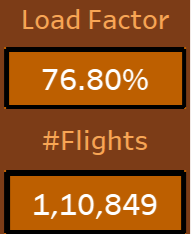 Load Factor
76.80%
#Flights
1,10,849